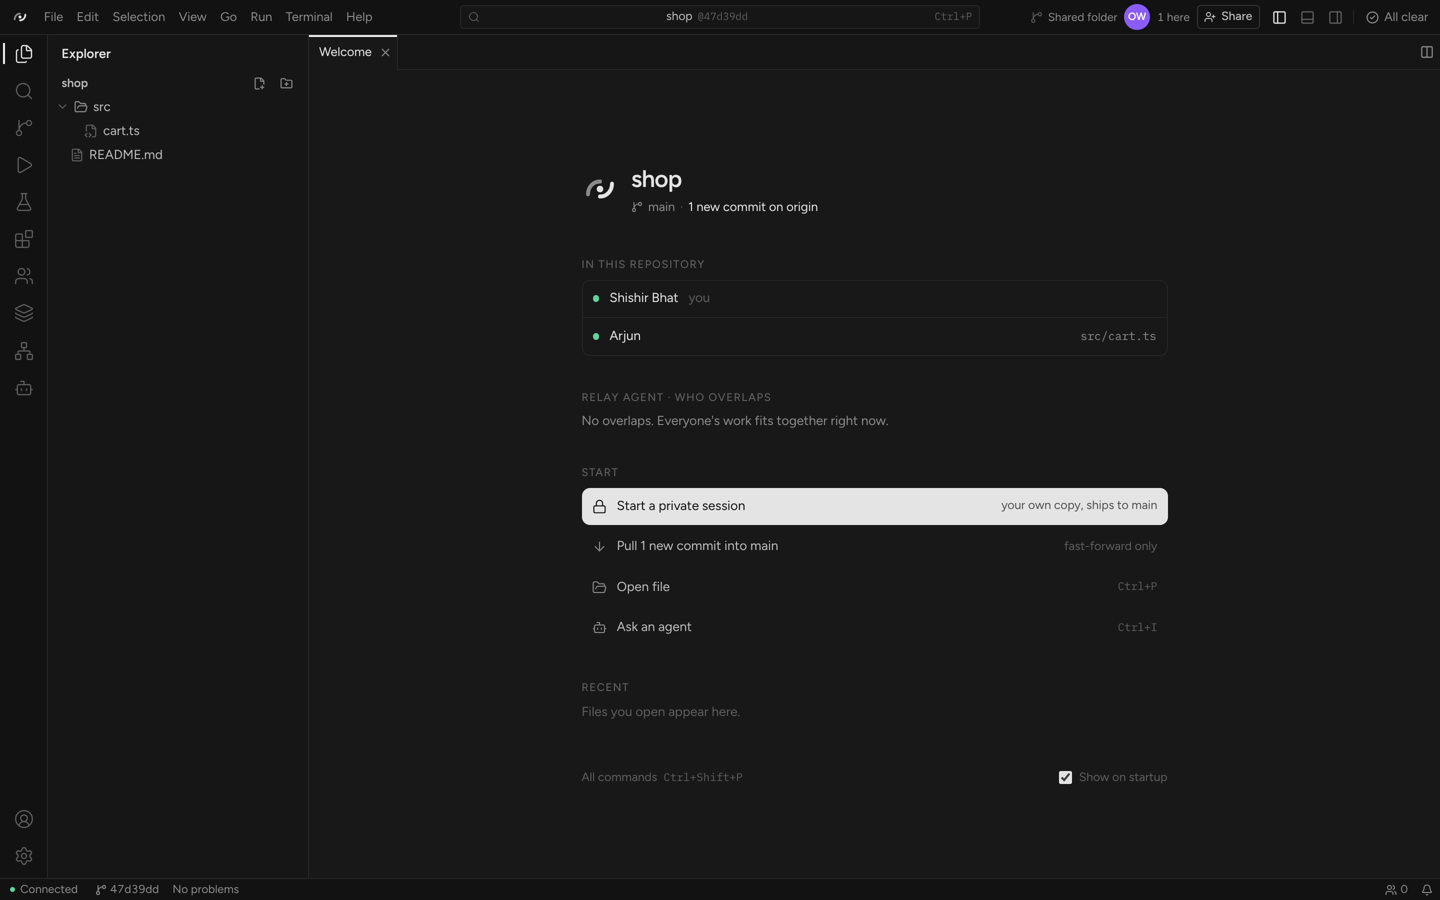 File Edit Selection View Go Run Terminal Help
shop @47d39dd Ctrl+P
Shared folder OW 1 here Share All clear
Explorer
Welcome
shop
src
cart.ts
README.md
shop
main · 1 new commit on origin
IN THIS REPOSITORY
Shishir Bhat you
Arjun src/cart.ts
RELAY AGENT · WHO OVERLAPS
No overlaps. Everyone's work fits together right now.
START
Start a private session your own copy, ships to main
Pull 1 new commit into main fast-forward only
Open file Ctrl+P
Ask an agent Ctrl+I
RECENT
Files you open appear here.
All commands Ctrl+Shift+P Show on startup
Connected 47d39dd No problems 0